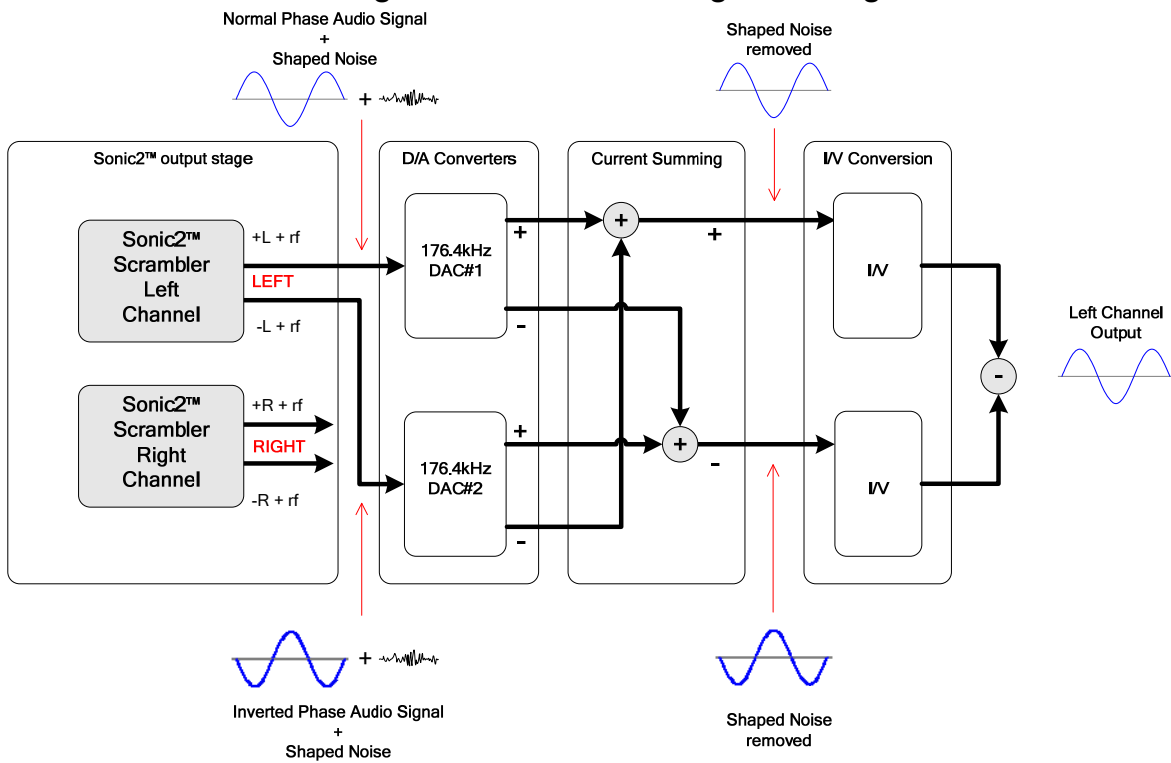 Normal Phase Audio Signal
+
Shaped Noise
+
Shaped Noise
removed
Sonic2™ output stage
D/A Converters
Current Summing
I/V Conversion
Sonic2™
Scrambler
Left
Channel
+L + rf
LEFT
-L + rf
176.4kHz
DAC#1
+
-
+
+
I/V
Left Channel
Output
-
Sonic2™
Scrambler
Right
Channel
+R + rf
RIGHT
-R + rf
176.4kHz
DAC#2
+
-
+
-
I/V
+
Inverted Phase Audio Signal
+
Shaped Noise
Shaped Noise
removed